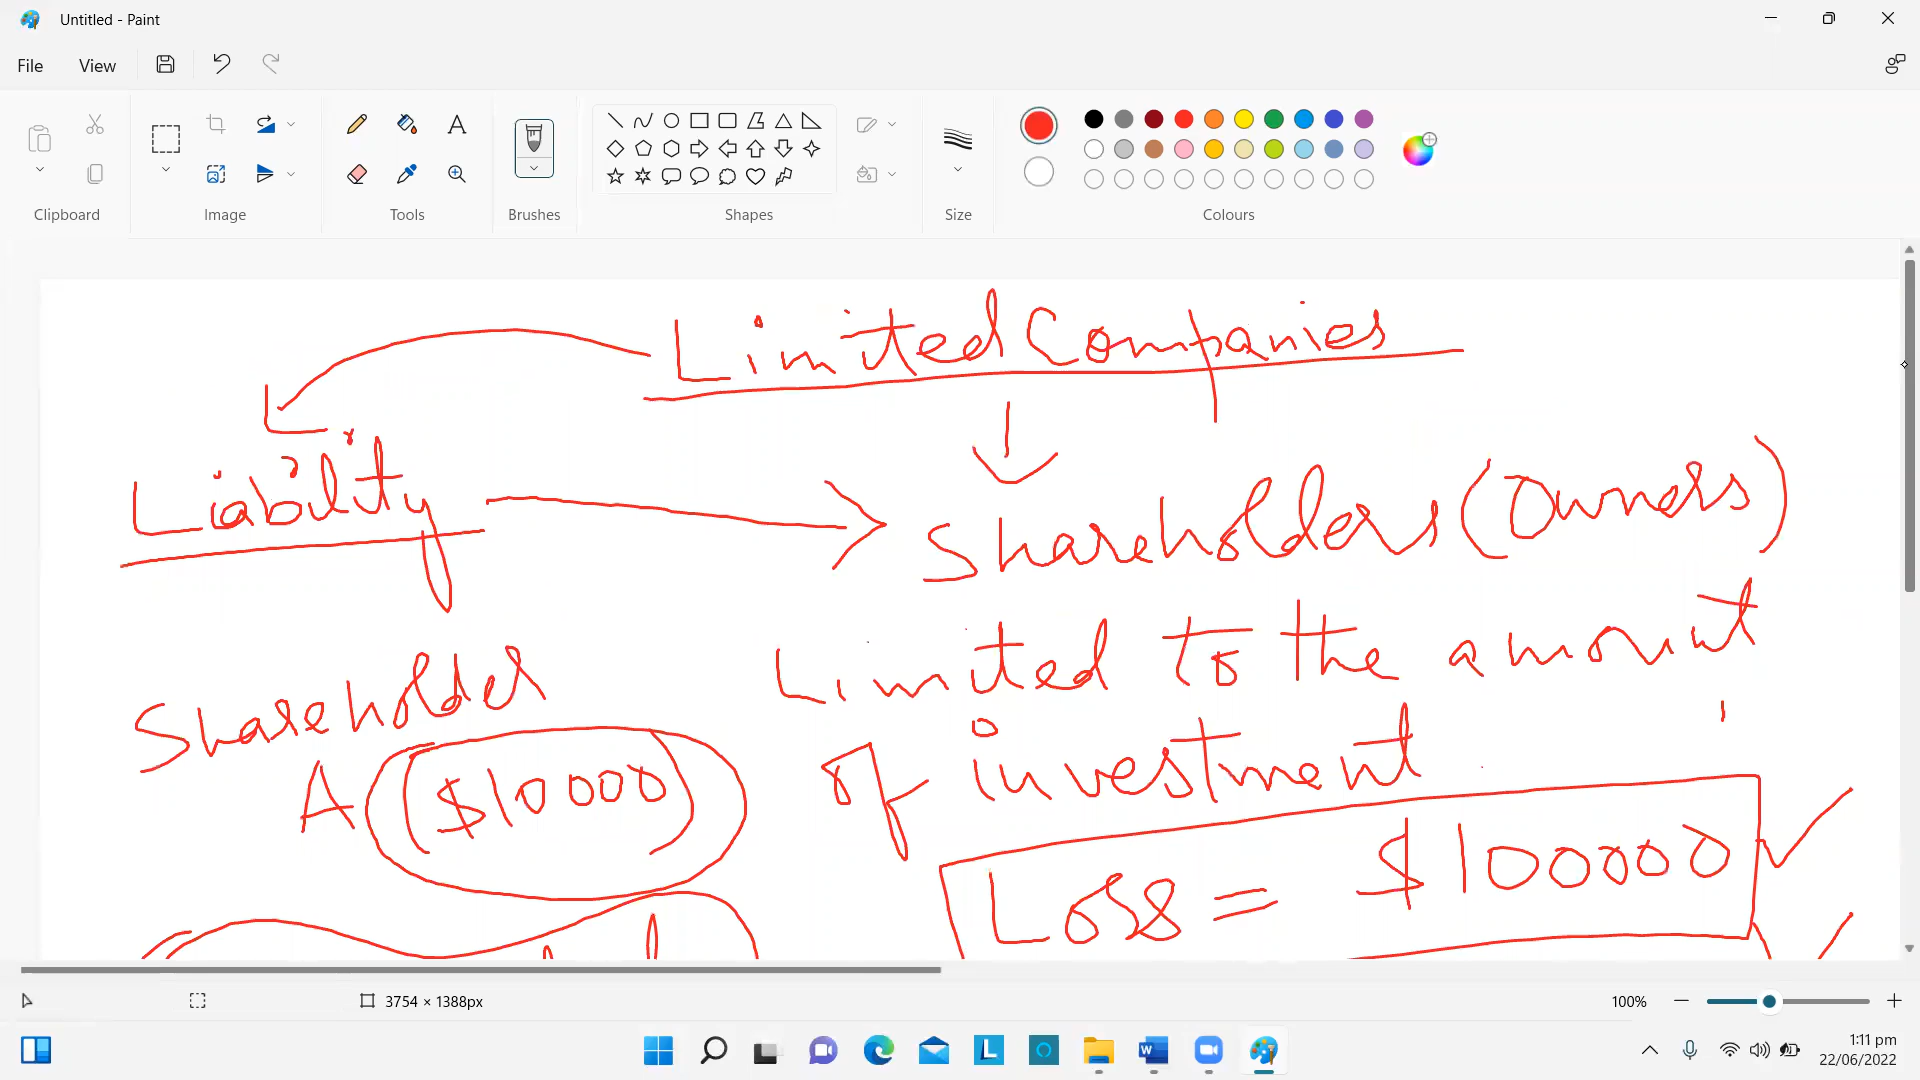 Untitled - Paint
File View
Clipboard Image Tools Brushes Shapes Size Colours
Limited Companies
Liability
Shareholders (Owners)
Limited to the amount
of investment
Shareholder
A ($10000)
Loss = $100000
3754 × 1388px
100%
1:11 pm
22/06/2022